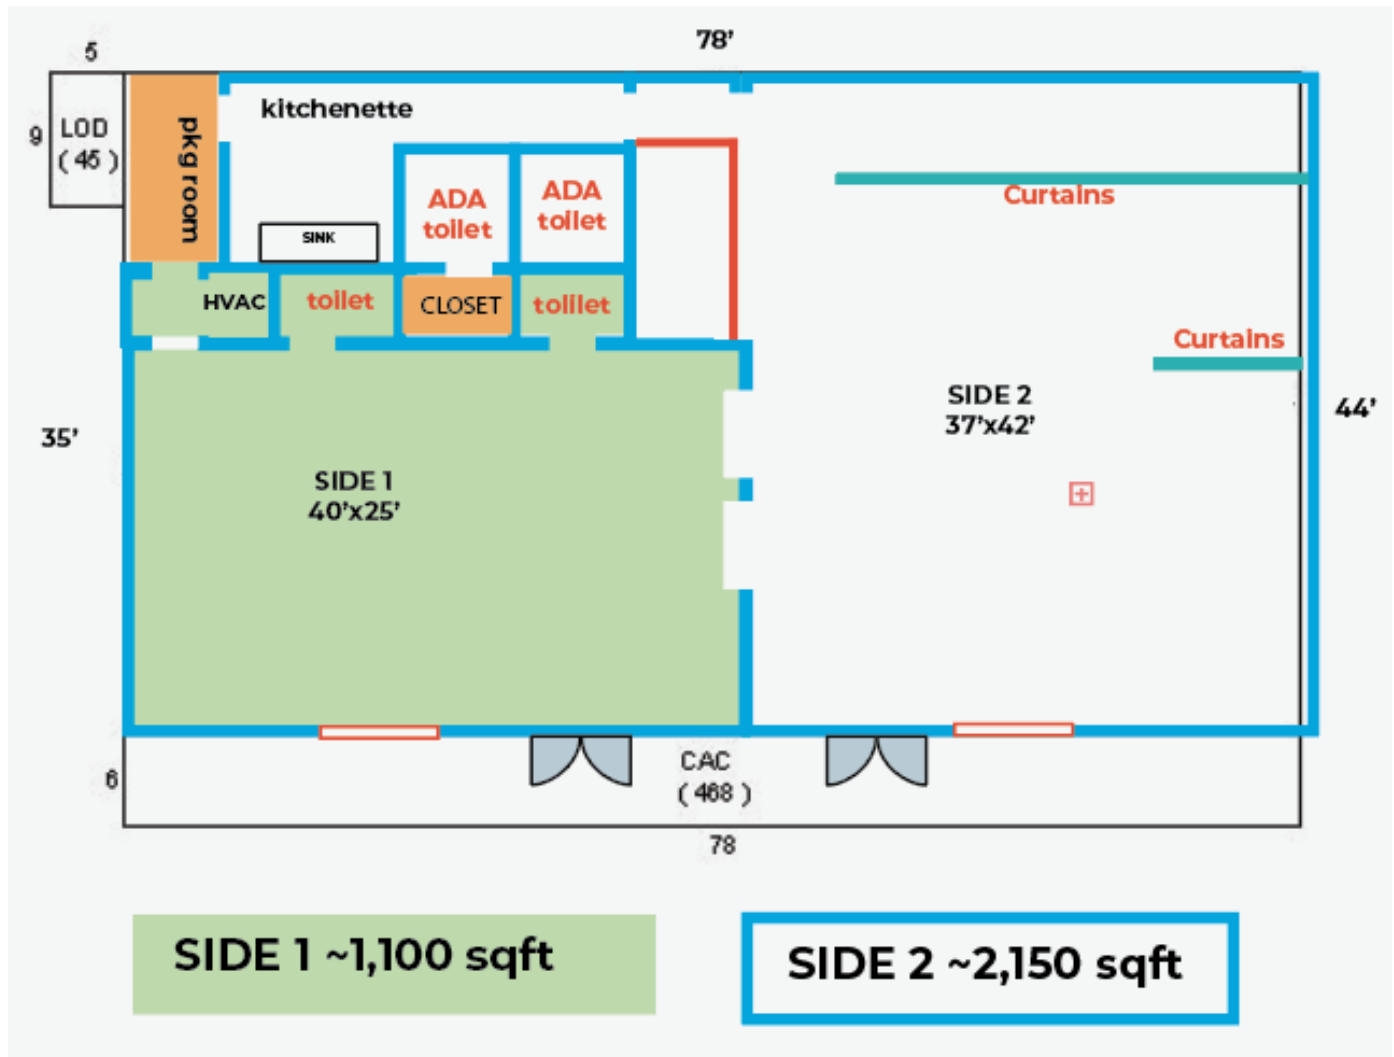 78'
5
9
LOD
( 45 )
pkg room
kitchenette
SINK
ADA
toilet
ADA
toilet
Curtains
HVAC
toilet
CLOSET
tolilet
Curtains
SIDE 2
37'x42'
44'
35'
SIDE 1
40'x25'
6
CAC
( 468 )
78
SIDE 1 ~1,100 sqft
SIDE 2 ~2,150 sqft